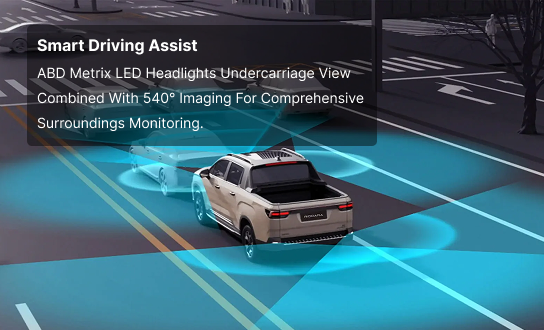 Smart Driving Assist
ABD Metrix LED Headlights Undercarriage View
Combined With 540° Imaging For Comprehensive
Surroundings Monitoring.